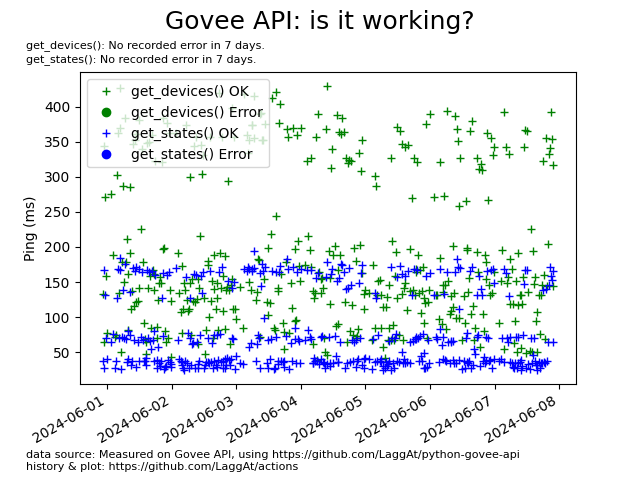 Govee API: is it working?
get_devices(): No recorded error in 7 days.
get_states(): No recorded error in 7 days.
get_devices() OK
get_devices() Error
get_states() OK
get_states() Error
400
350
300
250
200
150
100
50
Ping (ms)
2024-06-01
2024-06-02
2024-06-03
2024-06-04
2024-06-05
2024-06-06
2024-06-07
2024-06-08
data source: Measured on Govee API, using https://github.com/LaggAt/python-govee-api
history & plot: https://github.com/LaggAt/actions